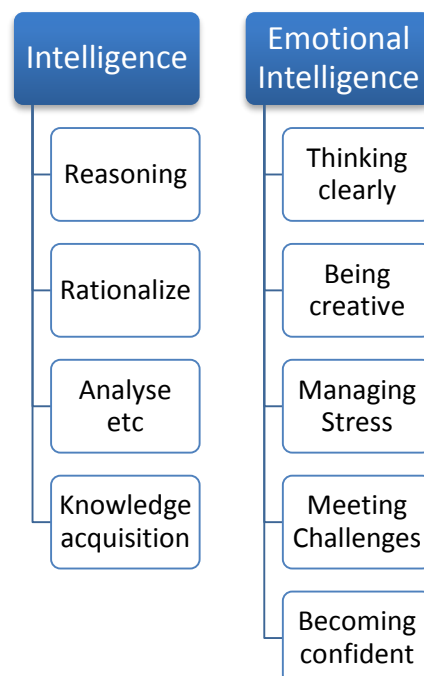 Intelligence
Reasoning
Rationalize
Analyse
etc
Knowledge
acquisition
Emotional
Intelligence
Thinking
clearly
Being
creative
Managing
Stress
Meeting
Challenges
Becoming
confident